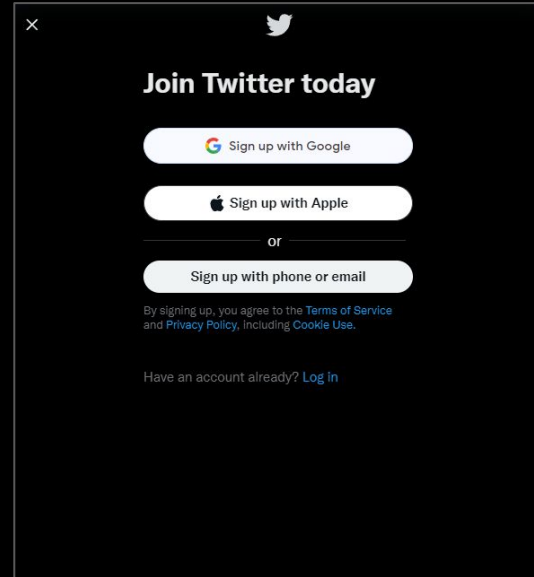 Join Twitter today
Sign up with Google
Sign up with Apple
or
Sign up with phone or email
By signing up, you agree to the Terms of Service
and Privacy Policy, including Cookie Use.
Have an account already? Log in